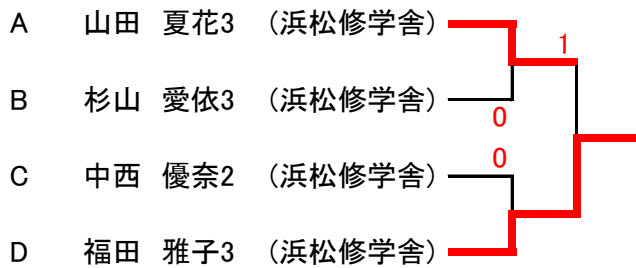 A 山田 夏花3 (浜松修学舎)
1
B 杉山 愛依3 (浜松修学舎)
0
0
C 中西 優奈2 (浜松修学舎)
D 福田 雅子3 (浜松修学舎)